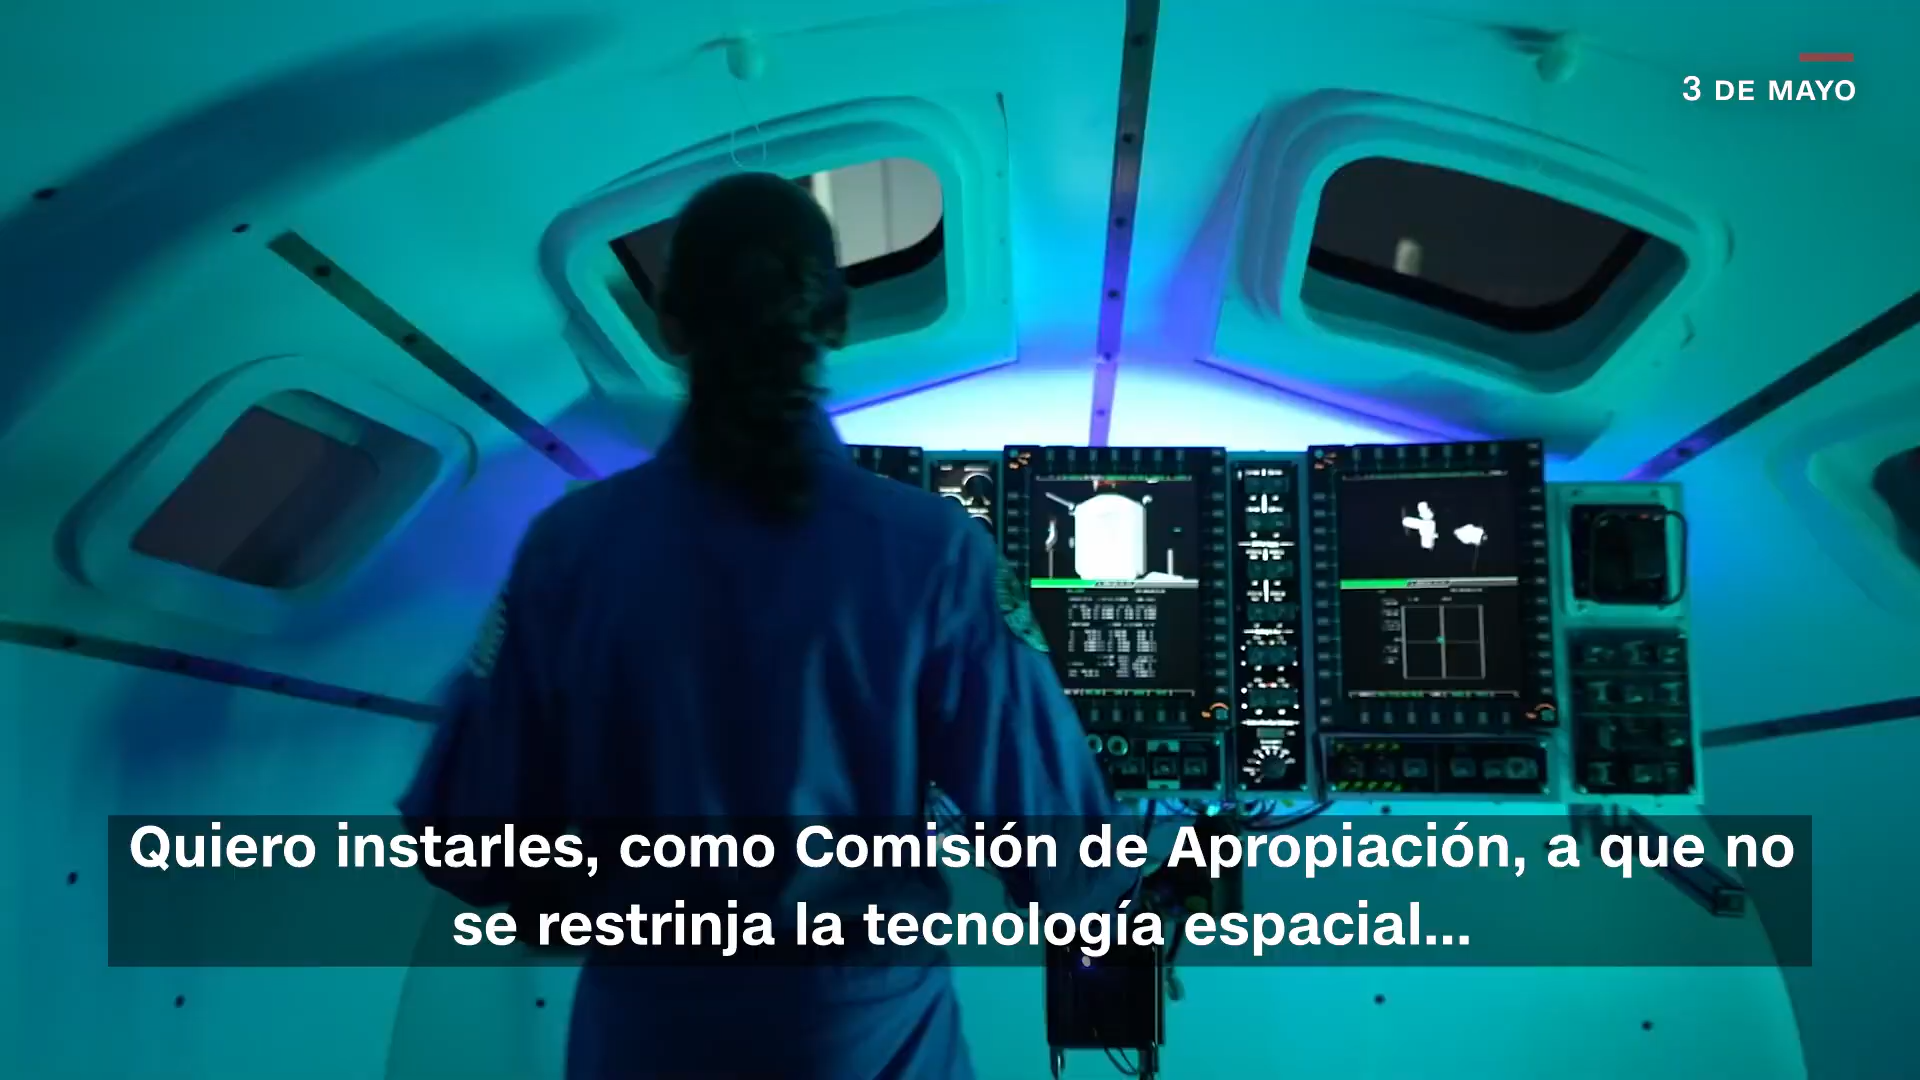 3 DE MAYO
Quiero instarles, como Comisión de Apropiación, a que no
se restrinja la tecnología espacial...